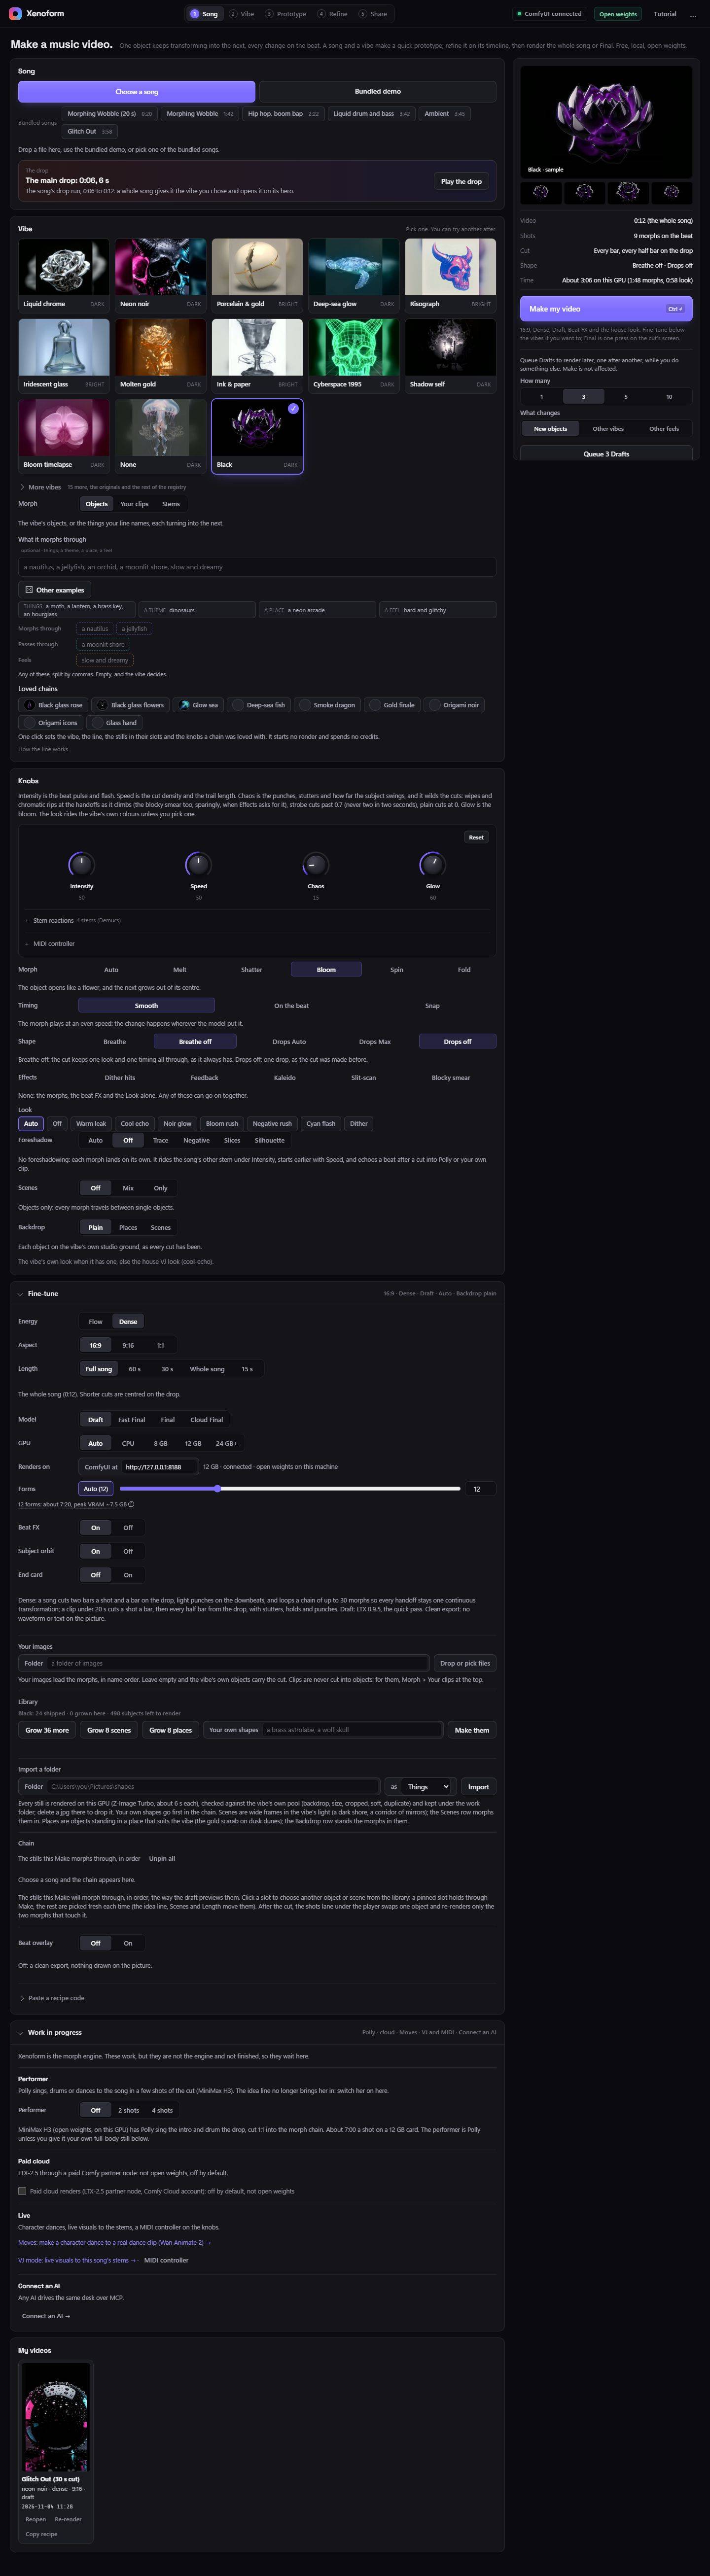 Xenoform
1 Song
2 Vibe
3 Prototype
4 Refine
5 Share
ComfyUI connected
Open weights
Tutorial
...
Make a music video.
One object keeps transforming into the next, every change on the beat. A song and a vibe make a quick prototype; refine it on its timeline, then render the whole song or Final. Free, local, open weights.
Song
Choose a song
Bundled demo
Bundled songs
Morphing Wobble (20 s) 0:20
Morphing Wobble 1:42
Hip hop, boom bap 2:22
Liquid drum and bass 3:42
Ambient 3:45
Glitch Out 3:58
Drop a file here, use the bundled demo, or pick one of the bundled songs.
The drop
The main drop: 0:06, 6 s
The song's drop run, 0:06 to 0:12: a whole song gives it the vibe you chose and opens it on its hero.
Play the drop
Vibe
Pick one. You can try another after.
Liquid chrome DARK
Neon noir DARK
Porcelain & gold BRIGHT
Deep-sea glow DARK
Risograph BRIGHT
Iridescent glass BRIGHT
Molten gold DARK
Ink & paper BRIGHT
Cyberspace 1995 DARK
Shadow self DARK
Bloom timelapse DARK
None DARK
Black DARK
More vibes 15 more, the originals and the rest of the registry
Morph
Objects
Your clips
Stems
The vibe's objects, or the things your line names, each turning into the next.
What it morphs through
optional · things, a theme, a place, a feel
a nautilus, a jellyfish, an orchid, a moonlit shore, slow and dreamy
Other examples
THINGS a moth, a lantern, a brass key,
an hourglass
A THEME dinosaurs
A PLACE a neon arcade
A FEEL hard and glitchy
Morphs through
a nautilus
a jellyfish
Passes through
a moonlit shore
Feels
slow and dreamy
Any of these, split by commas. Empty, and the vibe decides.
Loved chains
Black glass rose
Black glass flowers
Glow sea
Deep-sea fish
Smoke dragon
Gold finale
Origami noir
Origami icons
Glass hand
One click sets the vibe, the line, the stills in their slots and the knobs a chain was loved with. It starts no render and spends no credits.
How the line works
Knobs
Intensity is the beat pulse and flash. Speed is the cut density and the trail length. Chaos is the punches, stutters and how far the subject swings, and it wilds the cuts: wipes and
chromatic rips at the handoffs as it climbs (the blocky smear too, sparingly, when Effects asks for it), strobe cuts past 0.7 (never two in two seconds), plain cuts at 0. Glow is the
bloom. The look rides the vibe's own colours unless you pick one.
Reset
Intensity
50
Speed
50
Chaos
15
Glow
60
+ Stem reactions 4 stems (Demucs)
+ MIDI controller
Morph
Auto
Melt
Shatter
Bloom
Spin
Fold
The object opens like a flower, and the next grows out of its centre.
Timing
Smooth
On the beat
Snap
The morph plays at an even speed: the change happens wherever the model put it.
Shape
Breathe
Breathe off
Drops Auto
Drops Max
Drops off
Breathe off: the cut keeps one look and one timing all through, as it always has. Drops off: one drop, as the cut was made before.
Effects
Dither hits
Feedback
Kaleido
Slit-scan
Blocky smear
None: the morphs, the beat FX and the Look alone. Any of these can go on together.
Look
Auto
Off
Warm leak
Cool echo
Noir glow
Bloom rush
Negative rush
Cyan flash
Dither
Foreshadow
Auto
Off
Trace
Negative
Slices
Silhouette
No foreshadowing: each morph lands on its own. It rides the song's other stem under Intensity, starts earlier with Speed, and echoes a beat after a cut into Polly or your own
clip.
Scenes
Off
Mix
Only
Objects only: every morph travels between single objects.
Backdrop
Plain
Places
Scenes
Each object on the vibe's own studio ground, as every cut has been.
The vibe's own look when it has one, else the house VJ look (cool-echo).
Fine-tune
16:9 · Dense · Draft · Auto · Backdrop plain
Energy
Flow
Dense
Aspect
16:9
9:16
1:1
Length
Full song
60 s
30 s
Whole song
15 s
The whole song (0:12). Shorter cuts are centred on the drop.
Model
Draft
Fast Final
Final
Cloud Final
GPU
Auto
CPU
8 GB
12 GB
24 GB+
Renders on
ComfyUI at http://127.0.0.1:8188
12 GB · connected · open weights on this machine
Forms
Auto (12)
12
12 forms: about 7:20, peak VRAM ~7.5 GB ⓘ
Beat FX
On
Off
Subject orbit
On
Off
End card
Off
On
Dense: a song cuts two bars a shot and a bar on the drop, light punches on the downbeats, and loops a chain of up to 30 morphs so every handoff stays one continuous
transformation; a clip under 20 s cuts a shot a bar, then every half bar from the drop, with stutters, holds and punches. Draft: LTX 0.9.5, the quick pass. Clean export: no
waveform or text on the picture.
Your images
Folder a folder of images
Drop or pick files
Your images lead the morphs, in name order. Leave empty and the vibe's own objects carry the cut. Clips are never cut into objects: for them, Morph > Your clips at the top.
Library
Black: 24 shipped · 0 grown here · 498 subjects left to render
Grow 36 more
Grow 8 scenes
Grow 8 places
Your own shapes a brass astrolabe, a wolf skull
Make them
Import a folder
Folder C:\Users\you\Pictures\shapes
as Things
Import
Every still is rendered on this GPU (Z-Image Turbo, about 6 s each), checked against the vibe's own pool (backdrop, size, cropped, soft, duplicate) and kept under the work
folder; delete a jpg there to drop it. Your own shapes go first in the chain. Scenes are wide frames in the vibe's light (a dark shore, a corridor of mirrors); the Scenes row morphs
them in. Places are objects standing in a place that suits the vibe (the gold scarab on dusk dunes); the Backdrop row stands the morphs in them.
Chain
The stills this Make morphs through, in order
Unpin all
Choose a song and the chain appears here.
The stills this Make will morph through, in order, the way the draft previews them. Click a slot to choose another object or scene from the library: a pinned slot holds through
Make, the rest are picked fresh each time (the idea line, Scenes and Length move them). After the cut, the shots lane under the player swaps one object and re-renders only the
two morphs that touch it.
Beat overlay
Off
On
Off: a clean export, nothing drawn on the picture.
Paste a recipe code
Work in progress
Polly · cloud · Moves · VJ and MIDI · Connect an AI
Xenoform is the morph engine. These work, but they are not the engine and not finished, so they wait here.
Performer
Polly sings, drums or dances to the song in a few shots of the cut (MiniMax H3). The idea line no longer brings her in: switch her on here.
Performer
Off
2 shots
4 shots
MiniMax H3 (open weights, on this GPU) has Polly sing the intro and drum the drop, cut 1:1 into the morph chain. About 7:00 a shot on a 12 GB card. The performer is Polly
unless you give it your own full-body still below.
Paid cloud
LTX-2.5 through a paid Comfy partner node: not open weights, off by default.
Paid cloud renders (LTX-2.5 partner node, Comfy Cloud account): off by default, not open weights
Live
Character dances, live visuals to the stems, a MIDI controller on the knobs.
Moves: make a character dance to a real dance clip (Wan Animate 2) →
VJ mode: live visuals to this song's stems → · MIDI controller
Connect an AI
Any AI drives the same desk over MCP.
Connect an AI →
My videos
Glitch Out (30 s cut)
neon-noir · dense · 9:16 ·
draft
2026-11-04 11:28
Reopen
Re-render
Copy recipe
Black · sample
Video 0:12 (the whole song)
Shots 9 morphs on the beat
Cut Every bar, every half bar on the drop
Shape Breathe off · Drops off
Time About 3:06 on this GPU (1:48 morphs, 0:58 look)
Make my video
Ctrl ⏎
16:9, Dense, Draft, Beat FX and the house look. Fine-tune below
the vibes if you want to; Final is one press on the cut's screen.
Queue Drafts to render later, one after another, while you do
something else. Make is not affected.
How many
1
3
5
10
What changes
New objects
Other vibes
Other feels
Queue 3 Drafts